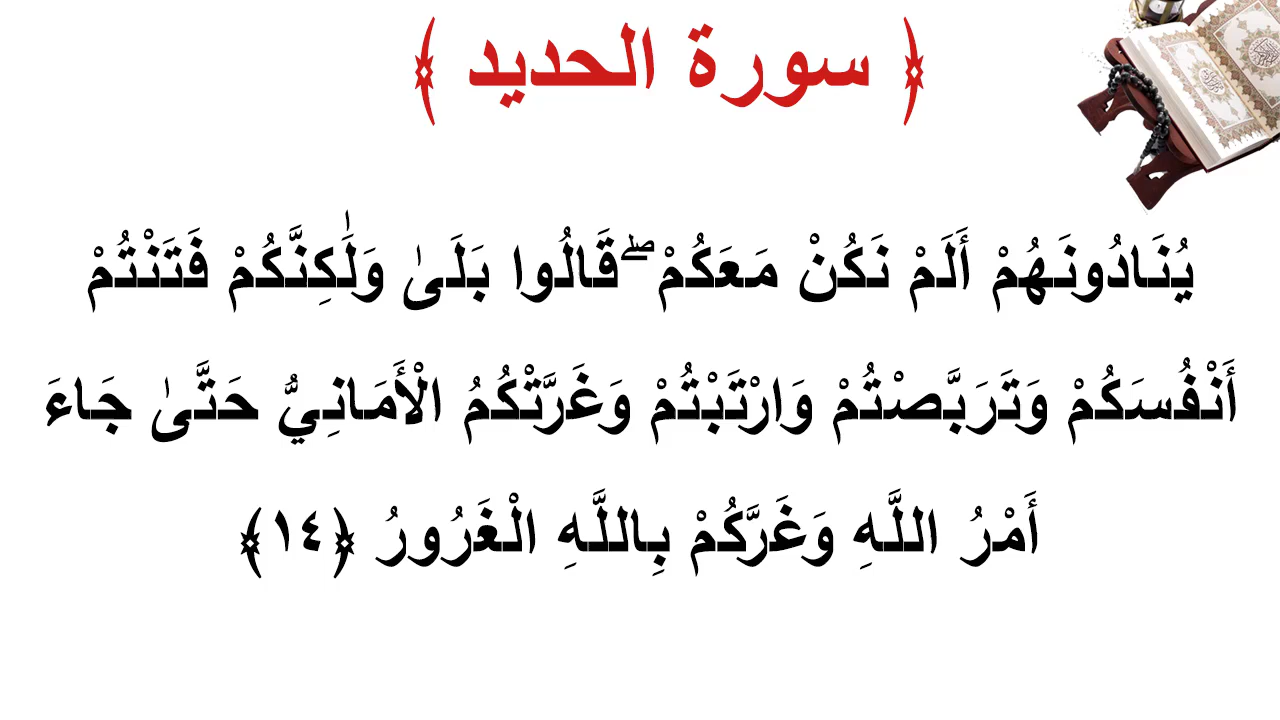 ﴿ سورة الحديد ﴾
يُنَادُونَهُمْ أَلَمْ نَكُنْ مَعَكُمْ ۖ قَالُوا بَلَىٰ وَلَٰكِنَّكُمْ فَتَنْتُمْ
أَنْفُسَكُمْ وَتَرَبَّصْتُمْ وَارْتَبْتُمْ وَغَرَّتْكُمُ الْأَمَانِيُّ حَتَّىٰ جَاءَ
أَمْرُ اللَّهِ وَغَرَّكُمْ بِاللَّهِ الْغَرُورُ ﴿١٤﴾